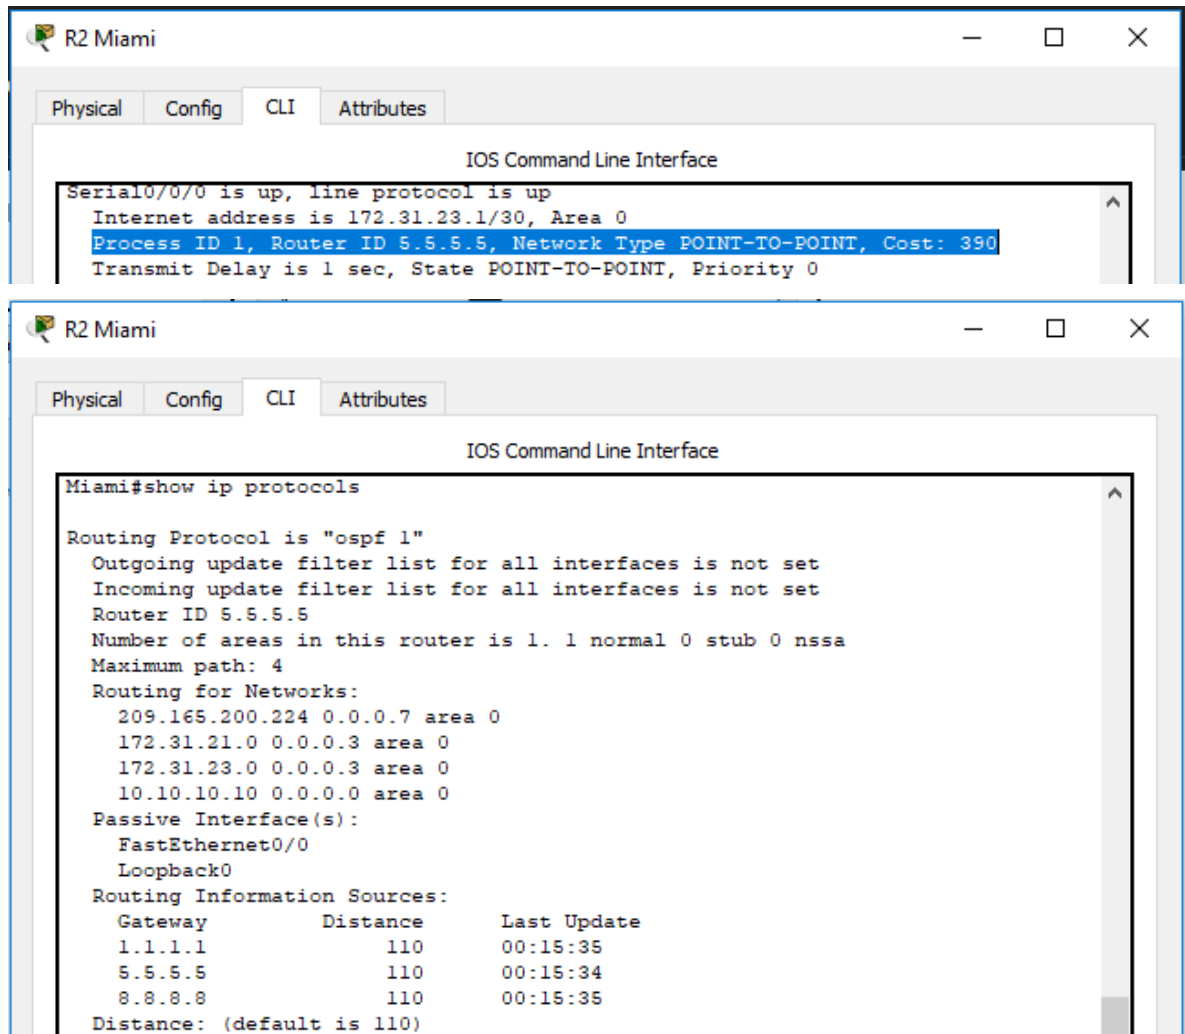 R2 Miami
Physical Config CLI Attributes
IOS Command Line Interface
Serial0/0/0 is up, line protocol is up
Internet address is 172.31.23.1/30, Area 0
Process ID 1, Router ID 5.5.5.5, Network Type POINT-TO-POINT, Cost: 390
Transmit Delay is 1 sec, State POINT-TO-POINT, Priority 0
R2 Miami
Physical Config CLI Attributes
IOS Command Line Interface
Miami#show ip protocols
Routing Protocol is "ospf 1"
Outgoing update filter list for all interfaces is not set
Incoming update filter list for all interfaces is not set
Router ID 5.5.5.5
Number of areas in this router is 1. 1 normal 0 stub 0 nssa
Maximum path: 4
Routing for Networks:
209.165.200.224 0.0.0.7 area 0
172.31.21.0 0.0.0.3 area 0
172.31.23.0 0.0.0.3 area 0
10.10.10.10 0.0.0.0 area 0
Passive Interface(s):
FastEthernet0/0
Loopback0
Routing Information Sources:
Gateway Distance Last Update
1.1.1.1 110 00:15:35
5.5.5.5 110 00:15:34
8.8.8.8 110 00:15:35
Distance: (default is 110)